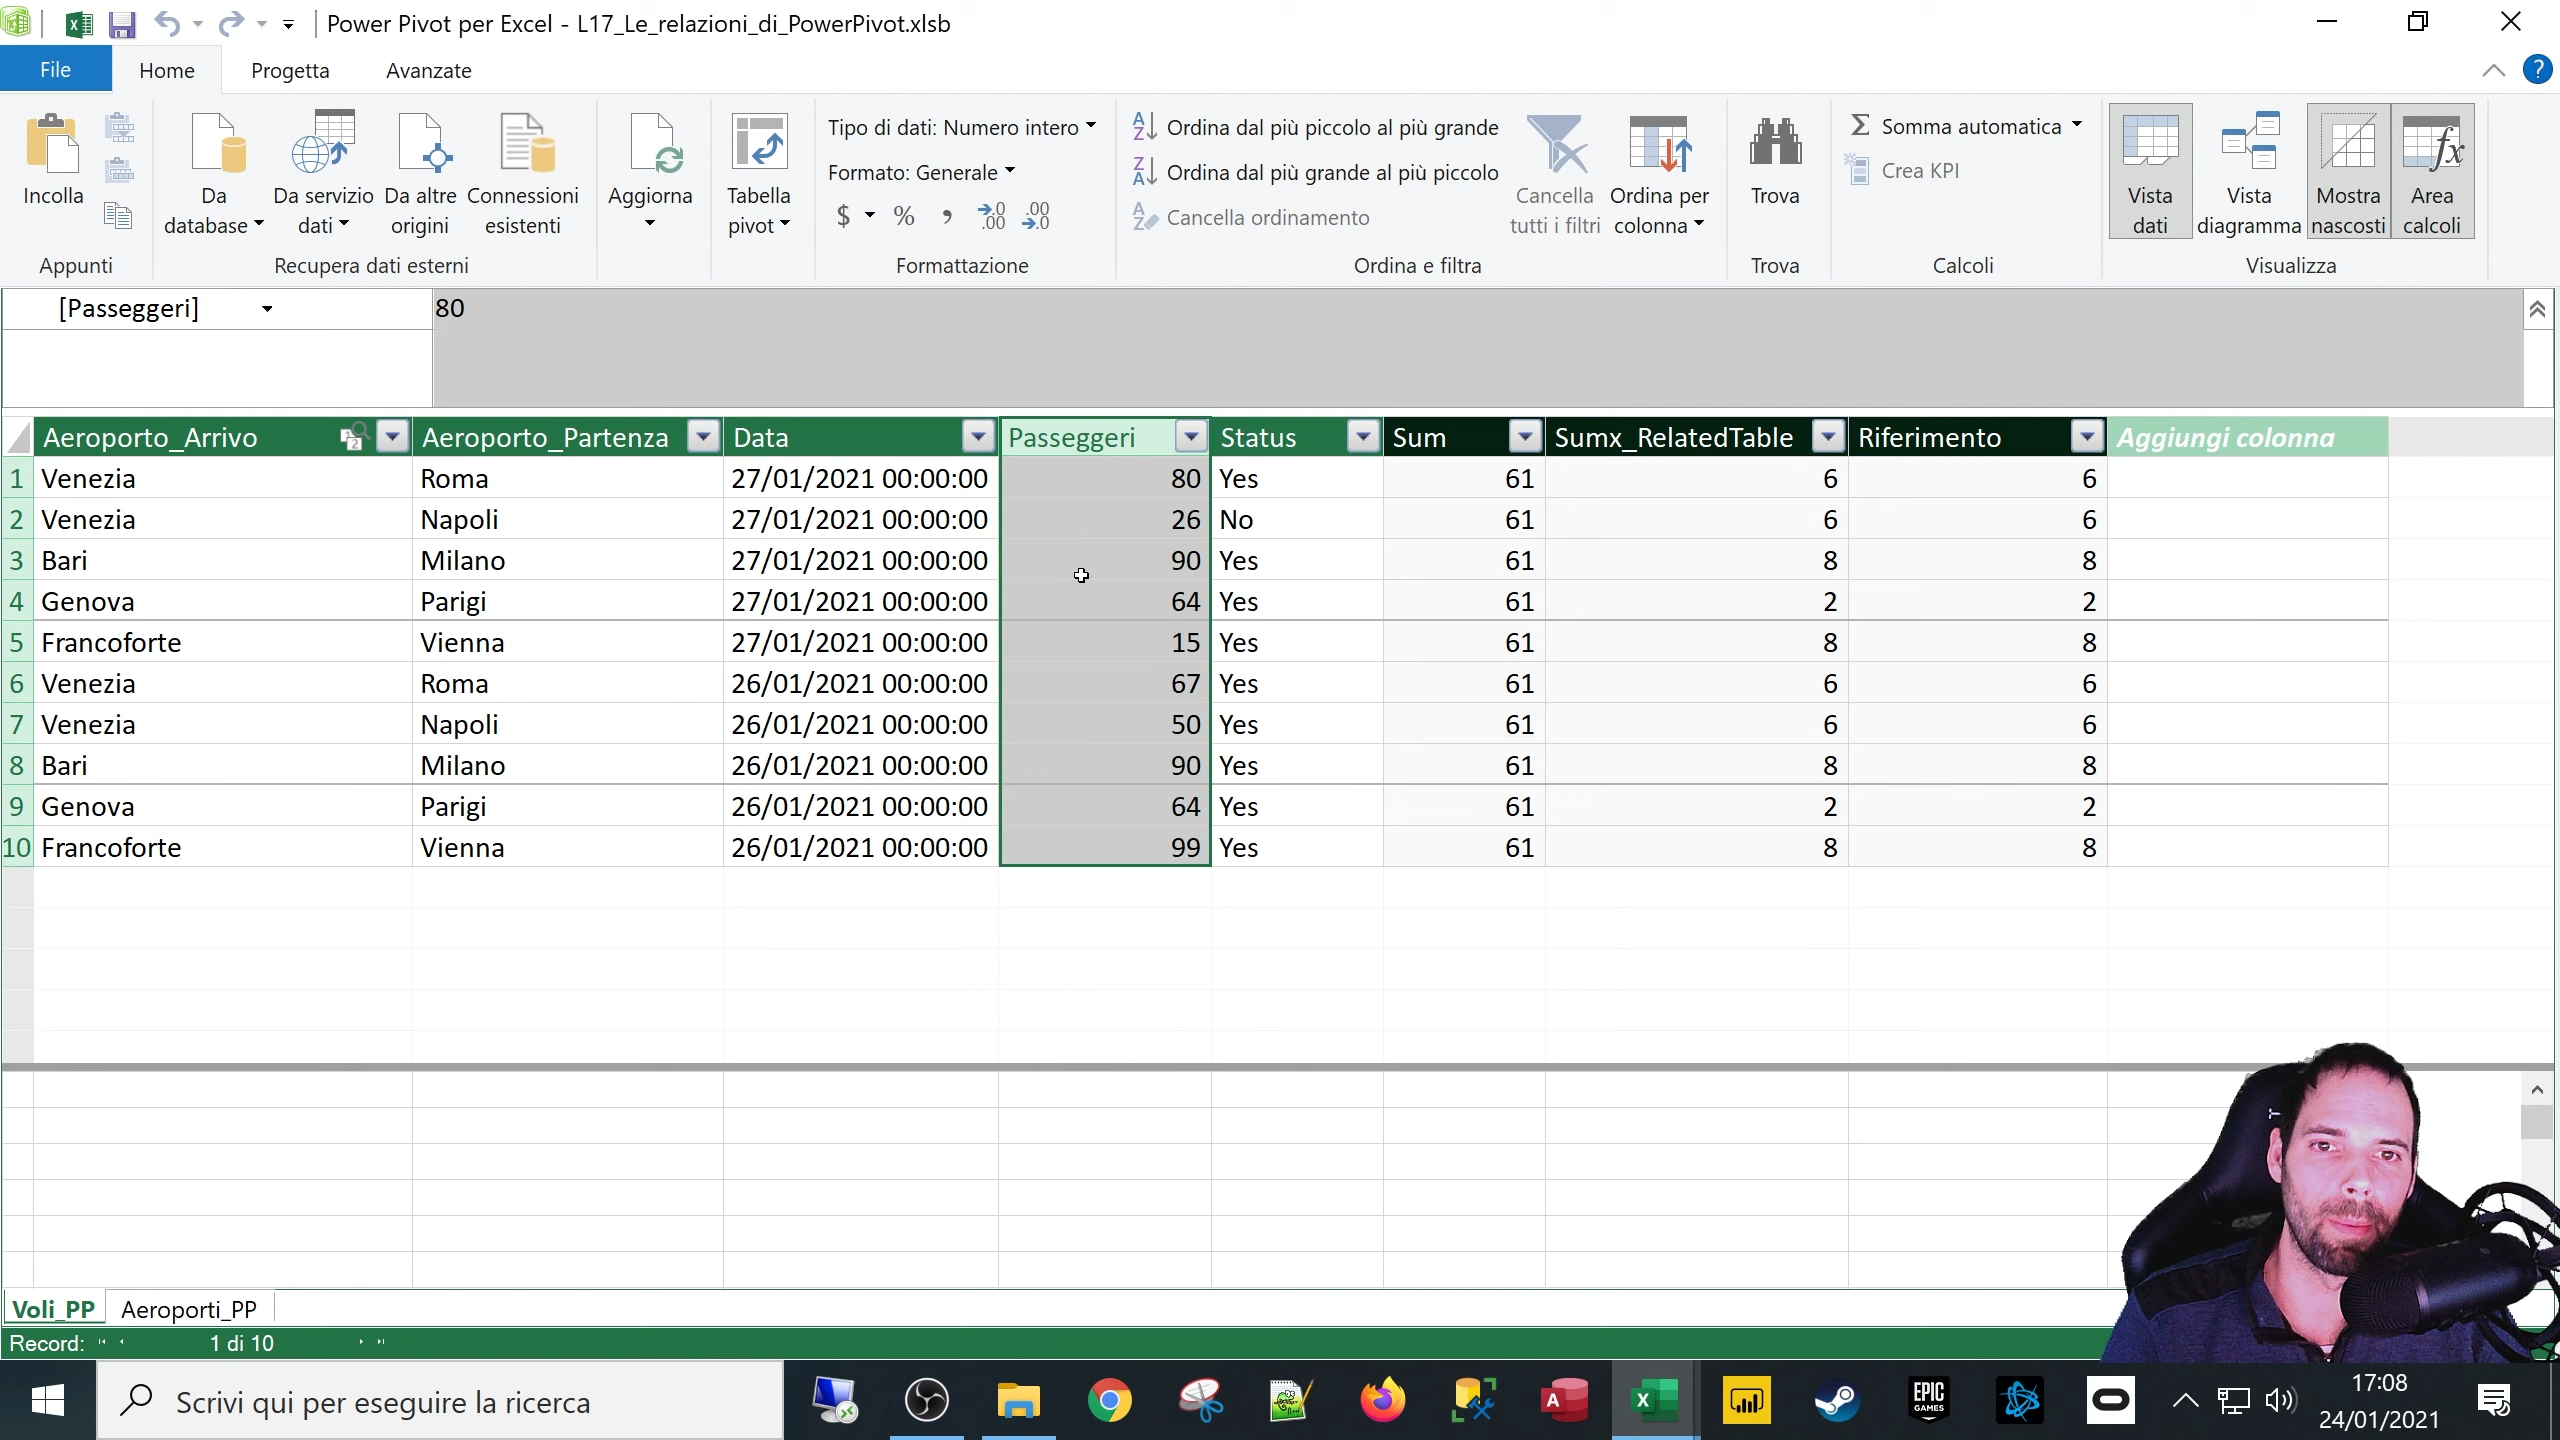 Power Pivot per Excel - L17_Le_relazioni_di_PowerPivot.xlsb
File Home Progetta Avanzate
Incolla
Da database
Da servizio dati
Da altre origini
Connessioni esistenti
Aggiorna
Tabella pivot
Tipo di dati: Numero intero
Formato: Generale
$ % , →.0 .00 .00 →.0
Ordina dal più piccolo al più grande
Ordina dal più grande al più piccolo
Cancella ordinamento
Cancella tutti i filtri
Ordina per colonna
Trova
Σ Somma automatica
Crea KPI
Vista dati
Vista diagramma
Mostra nascosti
Area calcoli
Appunti Recupera dati esterni Formattazione Ordina e filtra Trova Calcoli Visualizza
[Passeggeri] 80
Aeroporto_Arrivo Aeroporto_Partenza Data Passeggeri Status Sum Sumx_RelatedTable Riferimento Aggiungi colonna
1 Venezia Roma 27/01/2021 00:00:00 80 Yes 61 6 6
2 Venezia Napoli 27/01/2021 00:00:00 26 No 61 6 6
3 Bari Milano 27/01/2021 00:00:00 90 Yes 61 8 8
4 Genova Parigi 27/01/2021 00:00:00 64 Yes 61 2 2
5 Francoforte Vienna 27/01/2021 00:00:00 15 Yes 61 8 8
6 Venezia Roma 26/01/2021 00:00:00 67 Yes 61 6 6
7 Venezia Napoli 26/01/2021 00:00:00 50 Yes 61 6 6
8 Bari Milano 26/01/2021 00:00:00 90 Yes 61 8 8
9 Genova Parigi 26/01/2021 00:00:00 64 Yes 61 2 2
10 Francoforte Vienna 26/01/2021 00:00:00 99 Yes 61 8 8
Voli_PP Aeroporti_PP
Record: 1 di 10
Scrivi qui per eseguire la ricerca
EPIC GAMES
17:08
24/01/2021